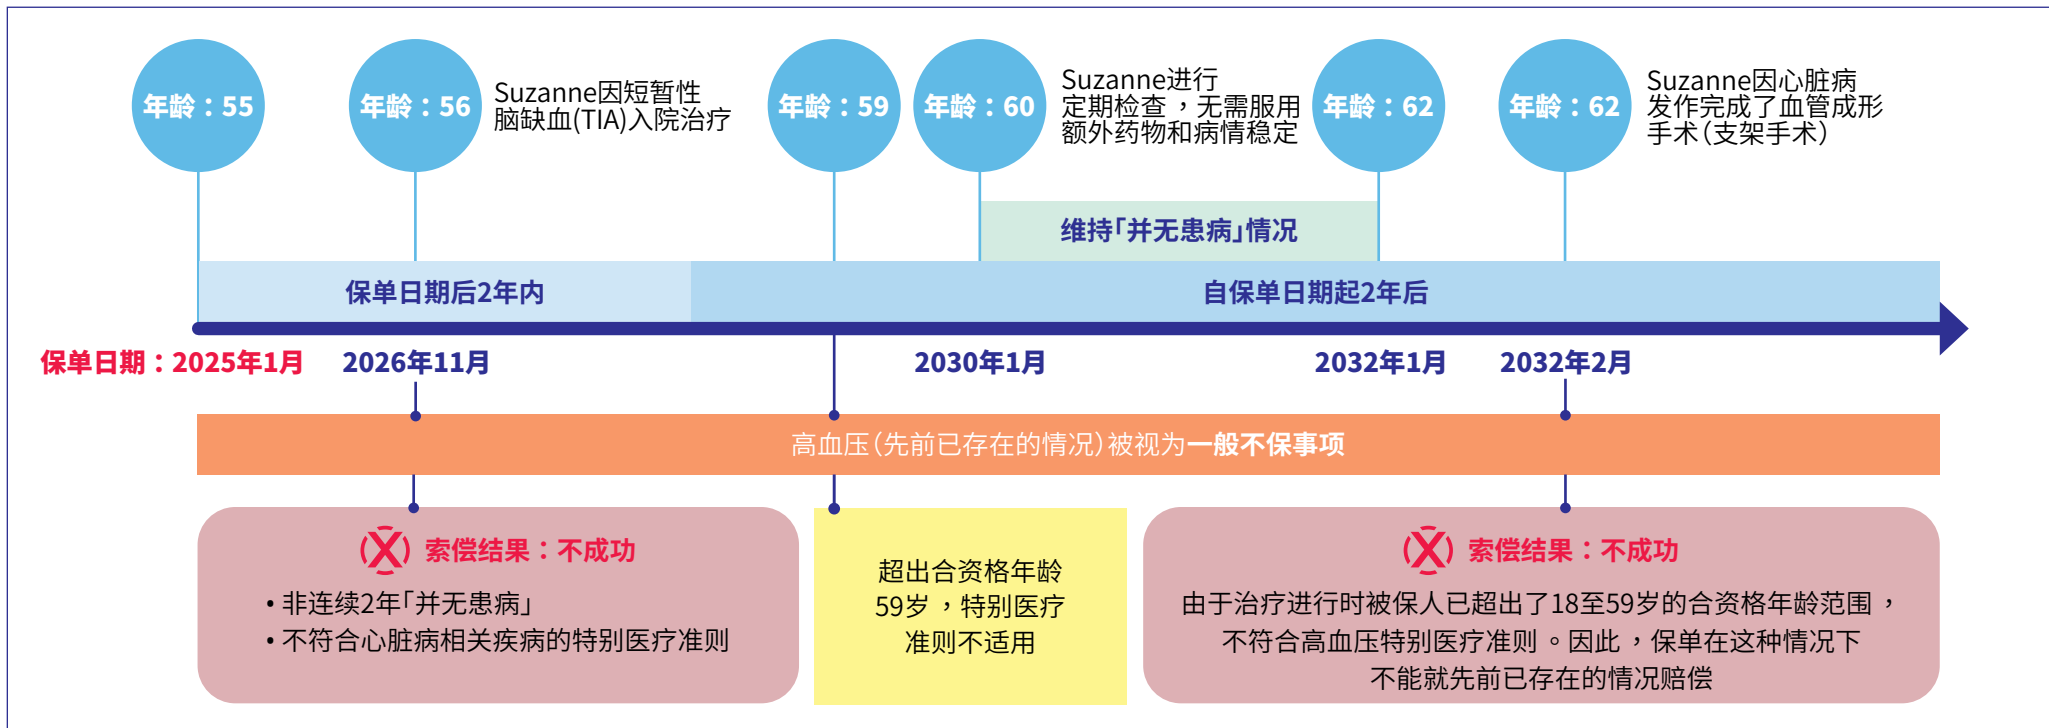 年龄：55
年龄：56
Suzanne因短暂性
脑缺血(TIA)入院治疗
年龄：59
年龄：60
Suzanne进行
定期检查，无需服用
额外药物和病情稳定
年龄：62
年龄：62
Suzanne因心脏病
发作完成了血管成形
手术（支架手术）
维持「并无患病」情况
保单日期后2年内
自保单日期起2年后
保单日期：2025年1月
2026年11月
2030年1月
2032年1月
2032年2月
高血压（先前已存在的情况）被视为一般不保事项
X 索偿结果：不成功
• 非连续2年「并无患病」
• 不符合心脏病相关疾病的特别医疗准则
超出合资格年龄
59岁，特别医疗
准则不适用
X 索偿结果：不成功
由于治疗进行时被保人已超出了18至59岁的合资格年龄范围，
不符合高血压特别医疗准则。因此，保单在这种情况下
不能就先前已存在的情况赔偿